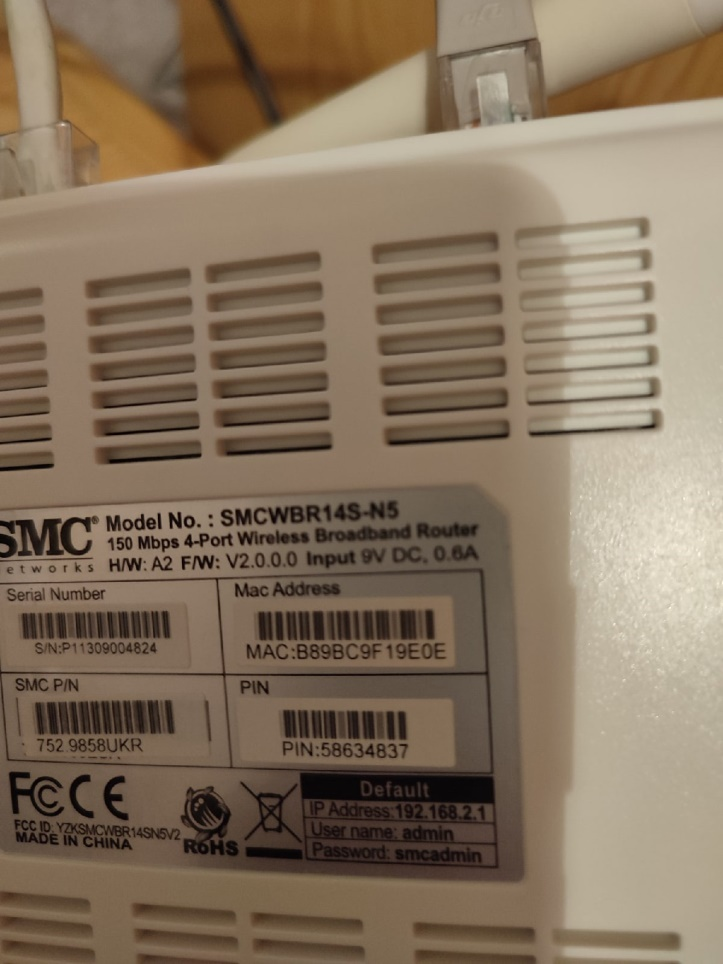 SMC®
Networks
Model No. : SMCWBR14S-N5
150 Mbps 4-Port Wireless Broadband Router
H/W: A2 F/W: V2.0.0.0 Input 9V DC, 0.6A
Serial Number
S/N:P11309004824
Mac Address
MAC:B89BC9F19E0E
SMC P/N
752.9858UKR
PIN
PIN:58634837
FC CE
FCC ID: YZKSMCWBR14SN5V2
MADE IN CHINA
RoHS
Default
IP Address:192.168.2.1
User name: admin
Password: smcadmin